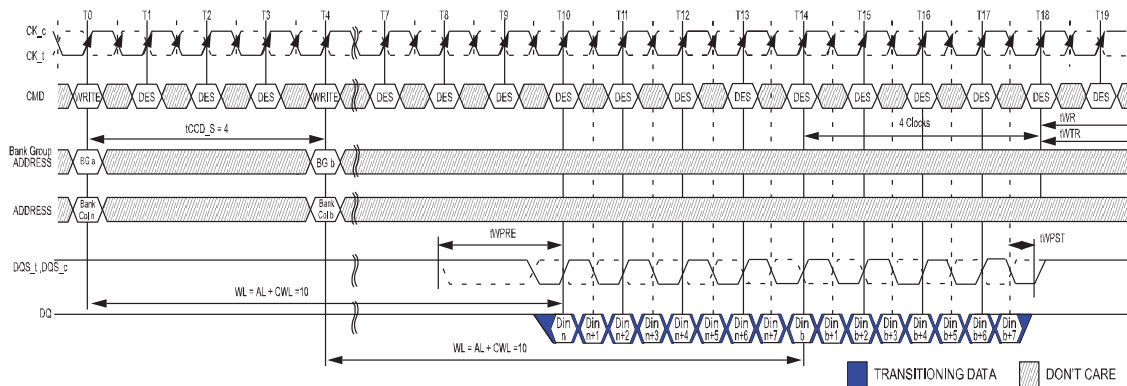 T0 T1 T2 T3 T4 T7 T8 T9 T10 T11 T12 T13 T14 T15 T16 T17 T18 T19
CK_c
CK_t
CMD WRITE DES DES DES WRITE DES DES DES DES DES DES DES DES DES DES DES DES DES
tCCD_S = 4 4 Clocks tWR
tWTR
Bank Group
ADDRESS BG a BG b
ADDRESS Bank Col n Bank Col b
tWPRE tWPST
DQS_t ,DQS_c
WL = AL + CWL =10
DQ Din n Din n+1 Din n+2 Din n+3 Din n+4 Din n+5 Din n+6 Din n+7 Din b Din b+1 Din b+2 Din b+3 Din b+4 Din b+5 Din b+6 Din b+7
WL = AL + CWL =10
TRANSITIONING DATA DON'T CARE